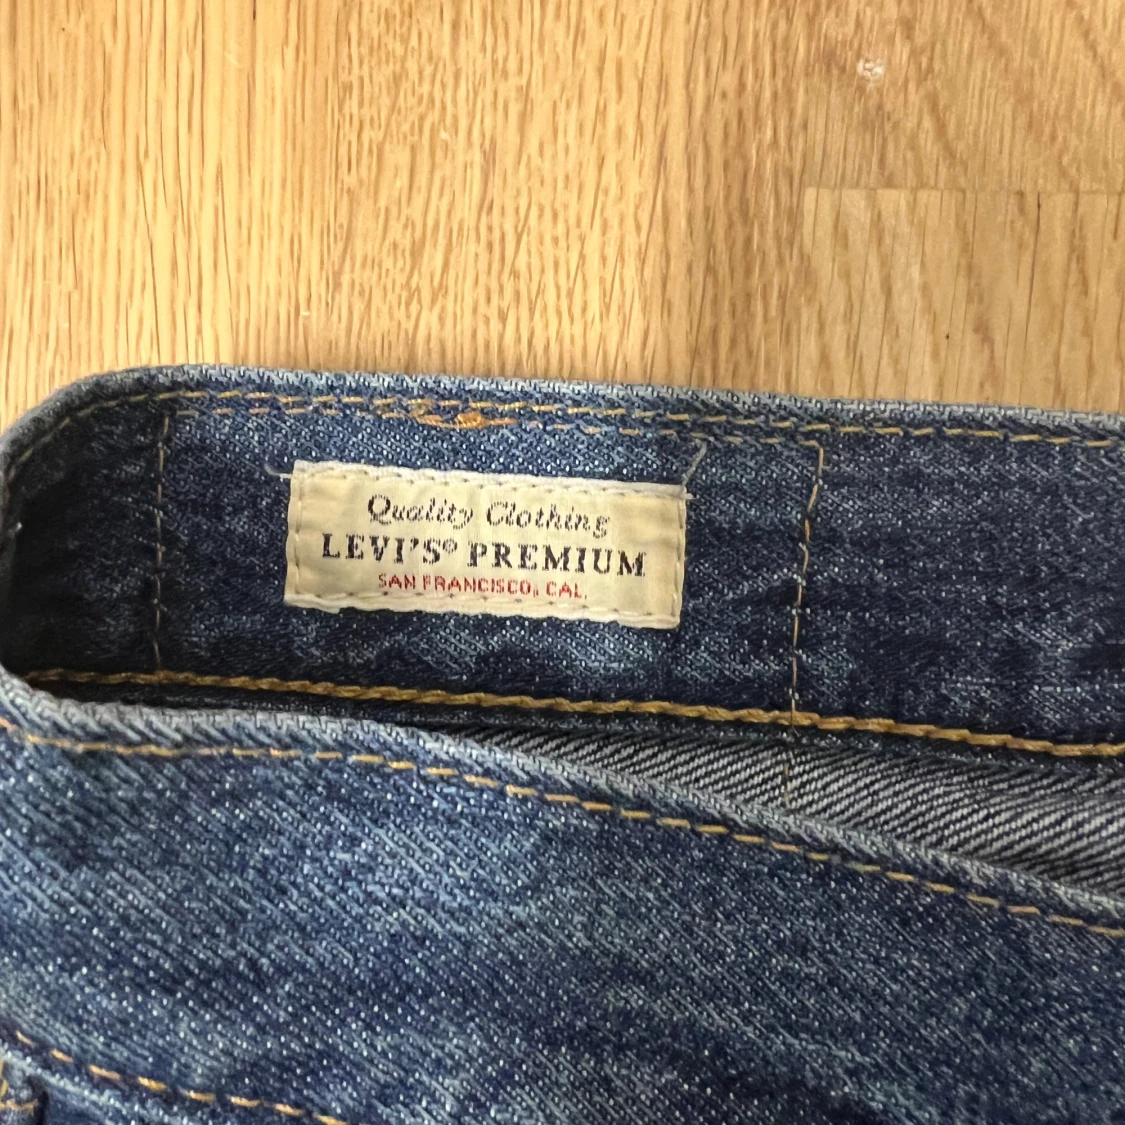 Quality Clothing
LEVI'S® PREMIUM
SAN FRANCISCO, CAL.